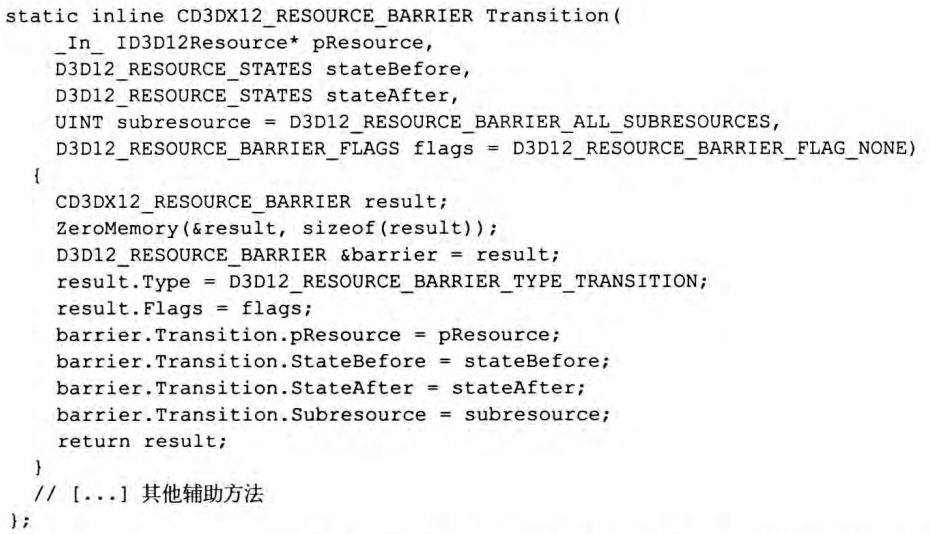 static inline CD3DX12_RESOURCE_BARRIER Transition(
    _In_ ID3D12Resource* pResource,
    D3D12_RESOURCE_STATES stateBefore,
    D3D12_RESOURCE_STATES stateAfter,
    UINT subresource = D3D12_RESOURCE_BARRIER_ALL_SUBRESOURCES,
    D3D12_RESOURCE_BARRIER_FLAGS flags = D3D12_RESOURCE_BARRIER_FLAG_NONE)
  {
    CD3DX12_RESOURCE_BARRIER result;
    ZeroMemory(&result, sizeof(result));
    D3D12_RESOURCE_BARRIER &barrier = result;
    result.Type = D3D12_RESOURCE_BARRIER_TYPE_TRANSITION;
    result.Flags = flags;
    barrier.Transition.pResource = pResource;
    barrier.Transition.StateBefore = stateBefore;
    barrier.Transition.StateAfter = stateAfter;
    barrier.Transition.Subresource = subresource;
    return result;
  }
  // [...] 其他辅助方法
};